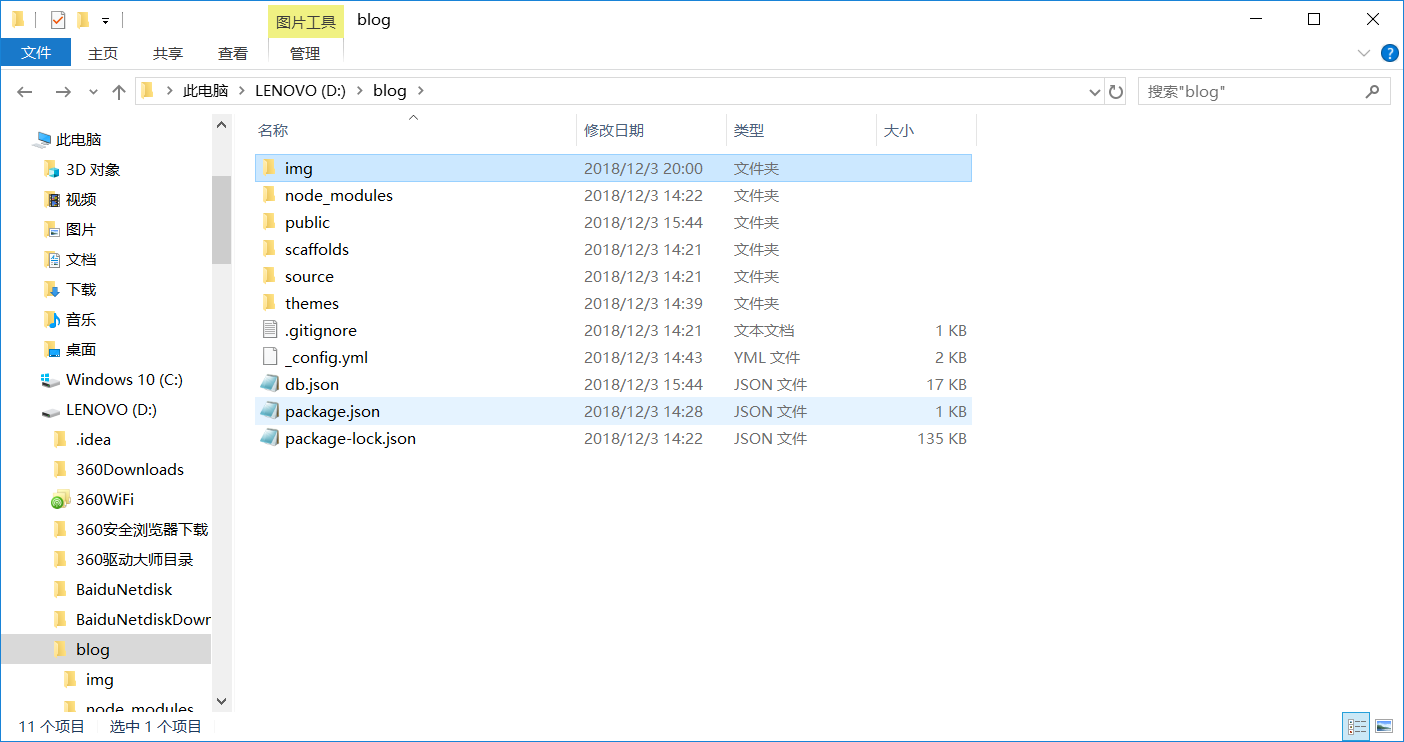 图片工具 blog
文件 主页 共享 查看 管理
此电脑 LENOVO (D:) blog 搜索"blog"
名称 修改日期 类型 大小
img 2018/12/3 20:00 文件夹
node_modules 2018/12/3 14:22 文件夹
public 2018/12/3 15:44 文件夹
scaffolds 2018/12/3 14:21 文件夹
source 2018/12/3 14:21 文件夹
themes 2018/12/3 14:39 文件夹
.gitignore 2018/12/3 14:21 文本文档 1 KB
_config.yml 2018/12/3 14:43 YML 文件 2 KB
db.json 2018/12/3 15:44 JSON 文件 17 KB
package.json 2018/12/3 14:28 JSON 文件 1 KB
package-lock.json 2018/12/3 14:22 JSON 文件 135 KB
此电脑
3D 对象
视频
图片
文档
下载
音乐
桌面
Windows 10 (C:)
LENOVO (D:)
.idea
360Downloads
360WiFi
360安全浏览器下载
360驱动大师目录
BaiduNetdisk
BaiduNetdiskDowr
blog
img
node_modules
11 个项目 选中 1 个项目